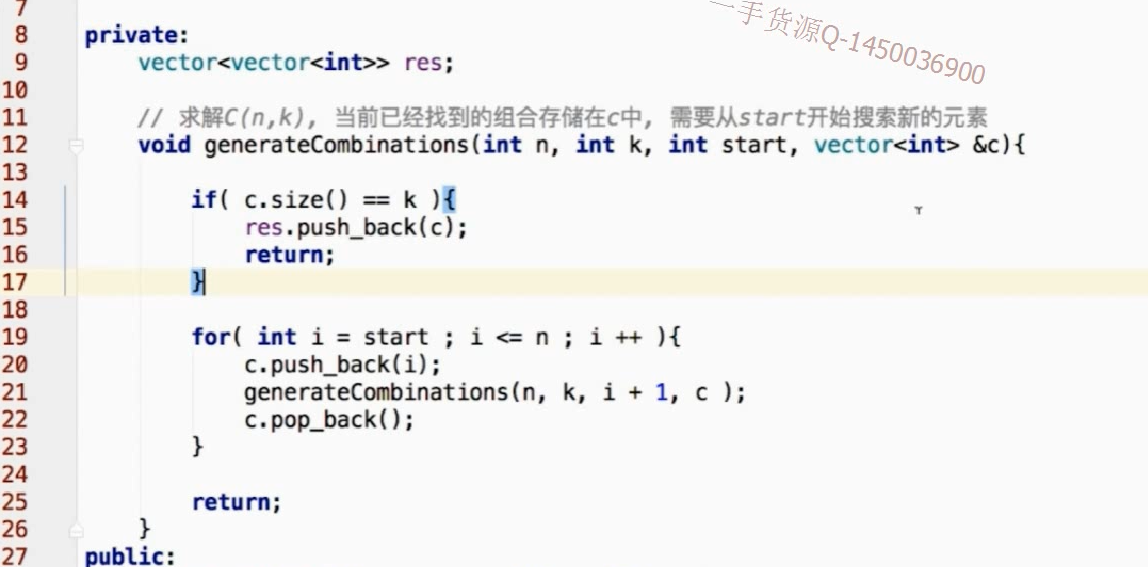 7
一手货源Q-1450036900
8 private:
9 vector<vector<int>> res;
10
11 // 求解C(n,k), 当前已经找到的组合存储在c中, 需要从start开始搜索新的元素
12 void generateCombinations(int n, int k, int start, vector<int> &c){
13
14 if( c.size() == k ){
15 res.push_back(c);
16 return;
17 }
18
19 for( int i = start ; i <= n ; i ++ ){
20 c.push_back(i);
21 generateCombinations(n, k, i + 1, c );
22 c.pop_back();
23 }
24
25 return;
26 }
27 public: